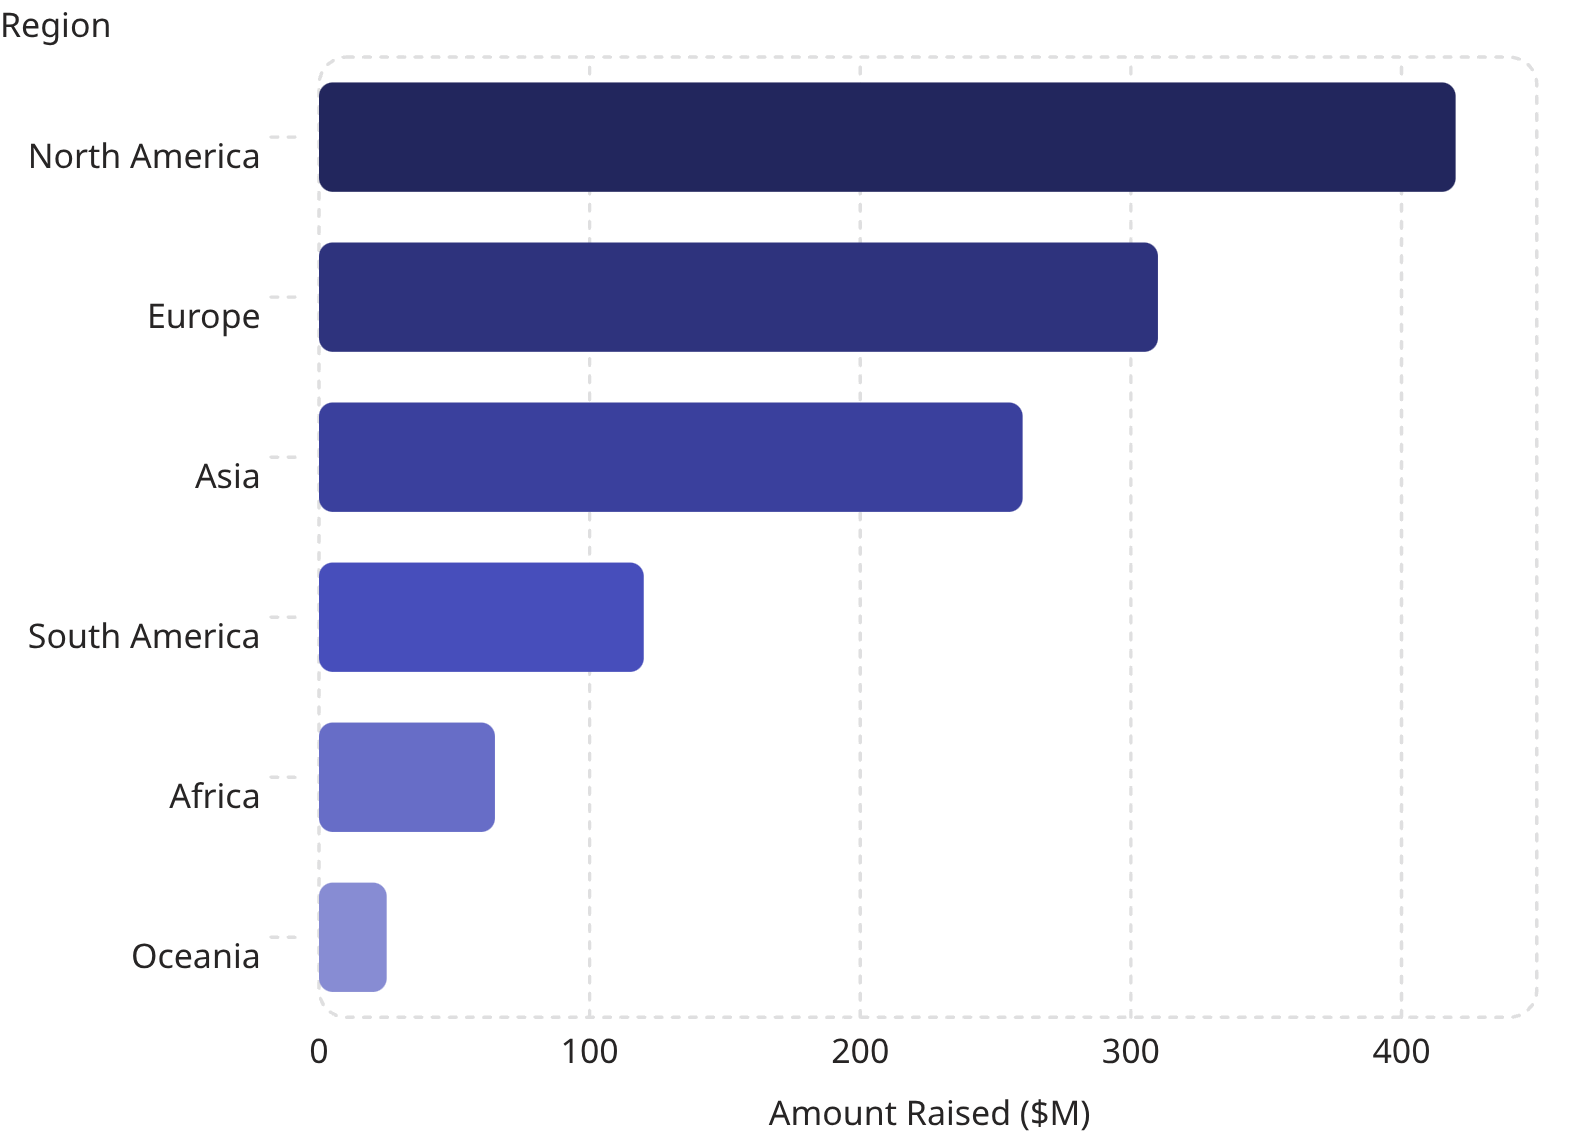 Region
North America
Europe
Asia
South America
Africa
Oceania
0 100 200 300 400
Amount Raised ($M)